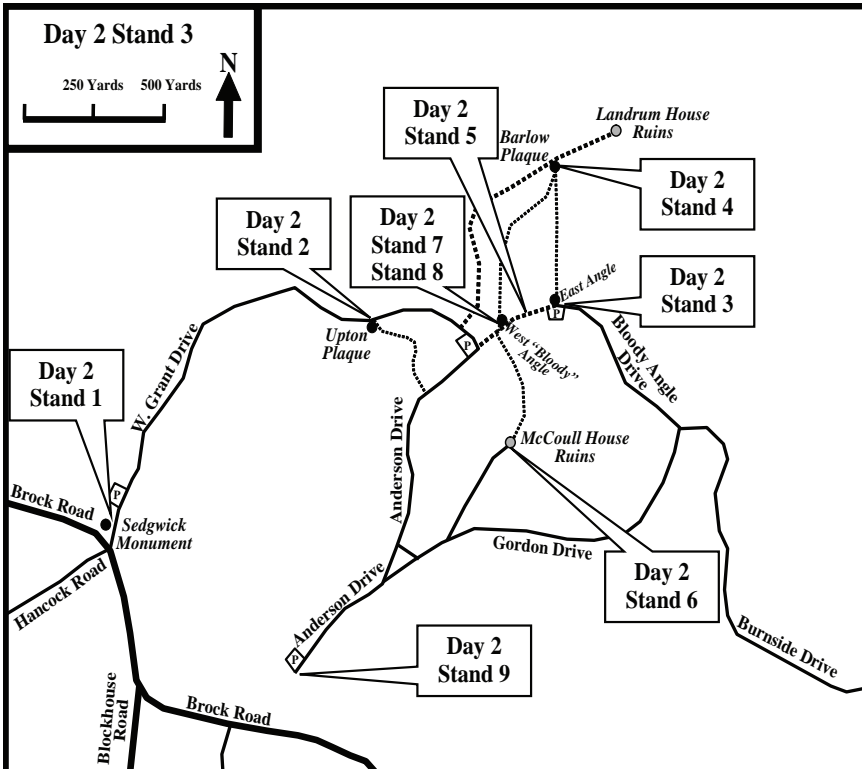 Day 2 Stand 3
N
250 Yards 500 Yards
Day 2
Stand 5
Landrum House
Ruins
Barlow
Plaque
Day 2
Stand 4
Day 2
Stand 2
Day 2
Stand 7
Stand 8
East Angle
Day 2
Stand 3
P
Upton
Plaque
P
West “Bloody”
Angle
Bloody Angle
Drive
W. Grant Drive
Day 2
Stand 1
Anderson Drive
McCoull House
Ruins
P
Brock Road
Sedgwick
Monument
Gordon Drive
Hancock Road
Day 2
Stand 6
Anderson Drive
P
Day 2
Stand 9
Burnside Drive
Brock Road
Blockhouse
Road